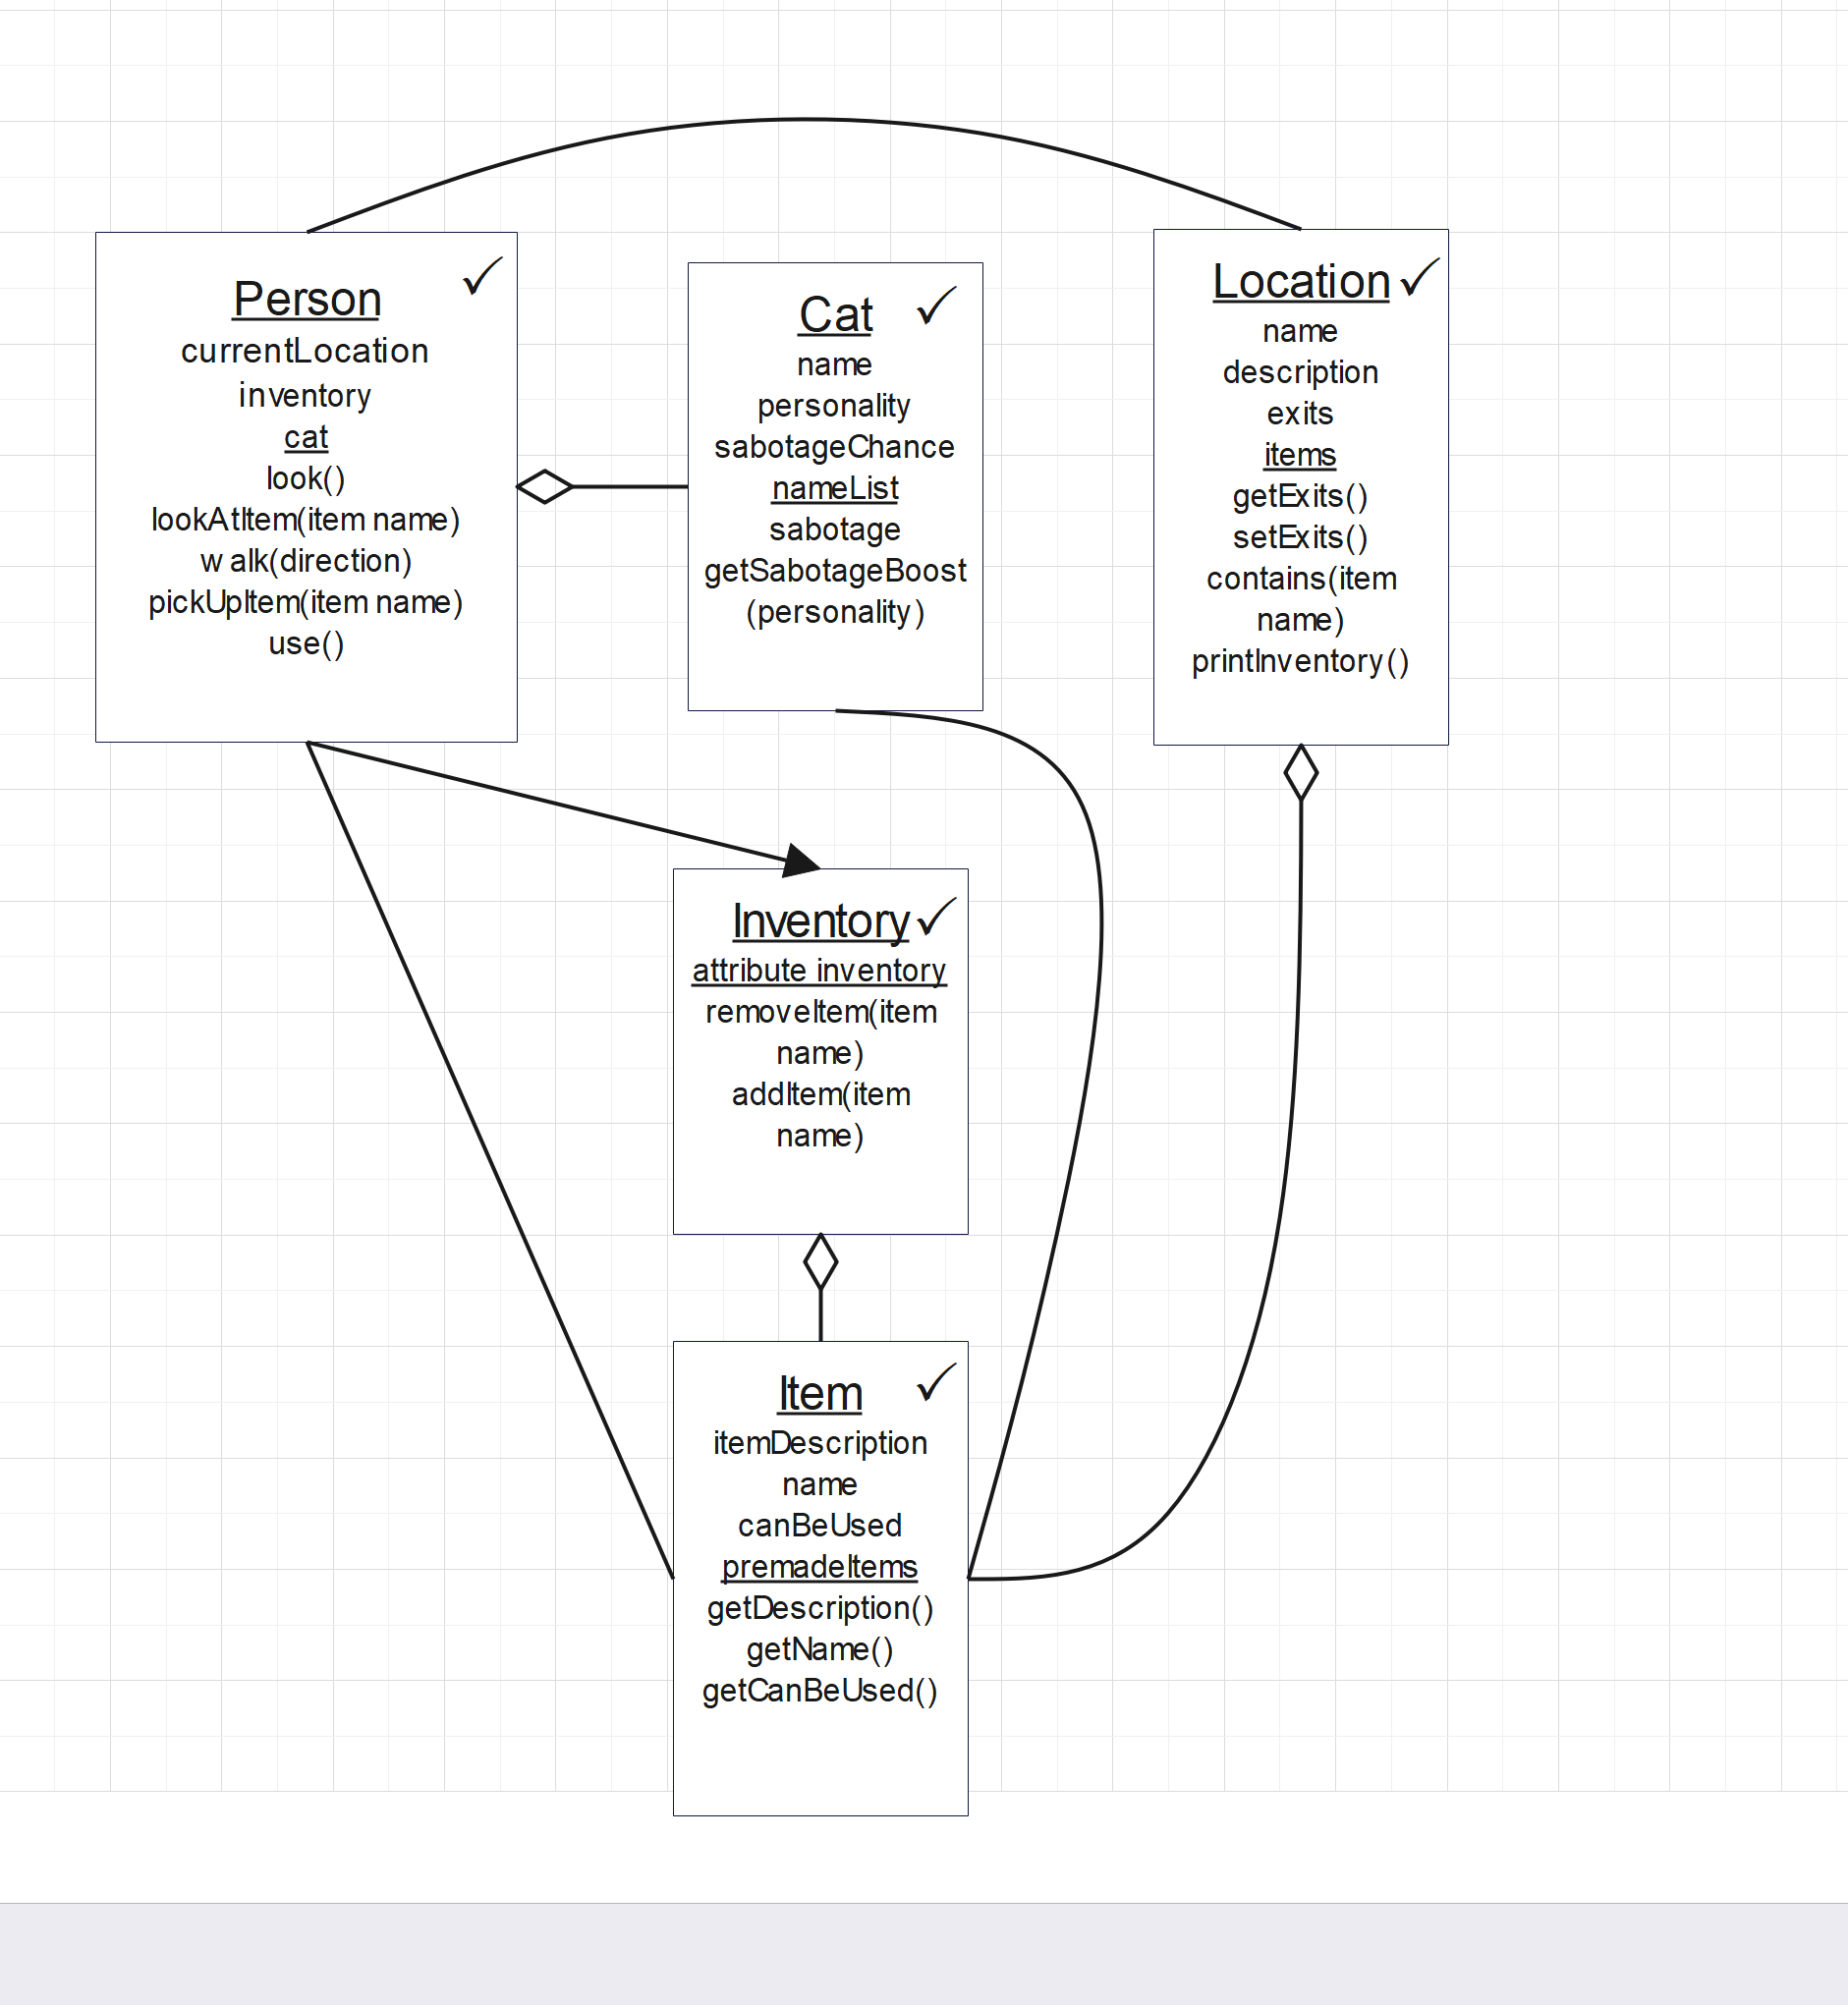 Person
currentLocation
inventory
cat
look()
lookAtItem(item name)
walk(direction)
pickUpItem(item name)
use()
Cat
name
personality
sabotageChance
nameList
sabotage
getSabotageBoost
(personality)
Location
name
description
exits
items
getExits()
setExits()
contains(item
name)
printInventory()
Inventory
attribute inventory
removeItem(item
name)
addItem(item
name)
Item
itemDescription
name
canBeUsed
premadeItems
getDescription()
getName()
getCanBeUsed()